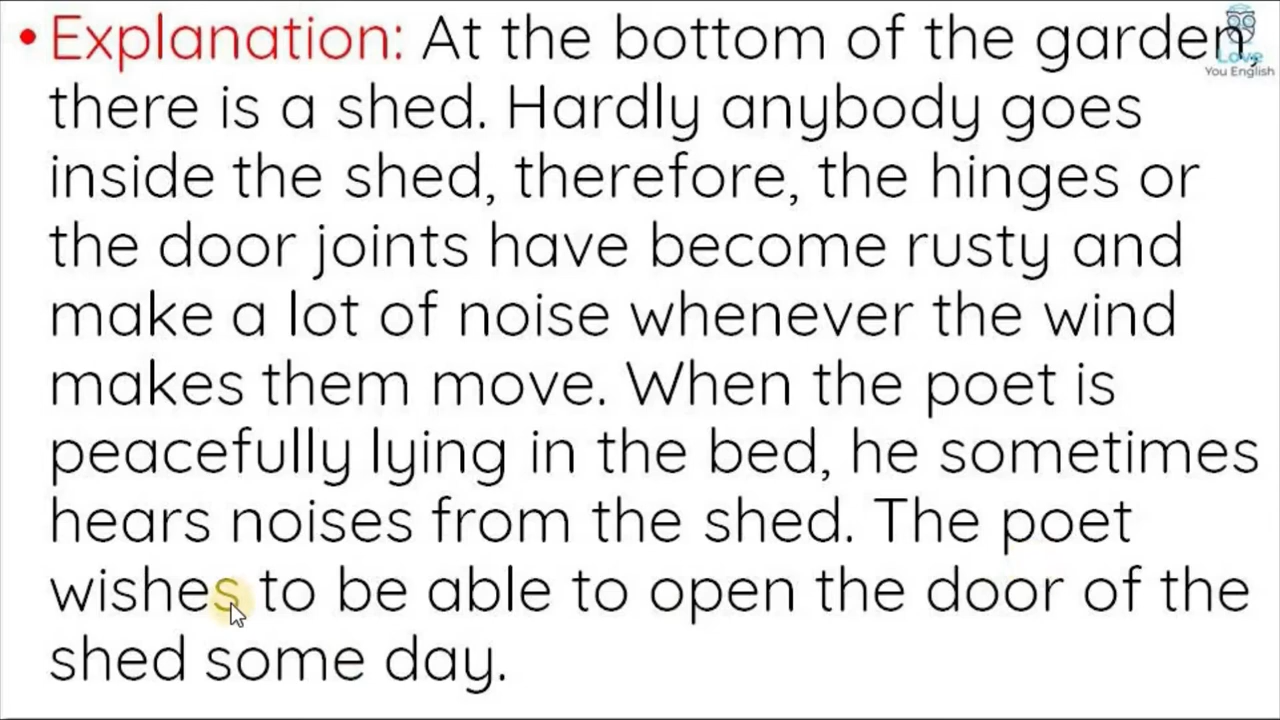 • Explanation: At the bottom of the garden,
there is a shed. Hardly anybody goes
inside the shed, therefore, the hinges or
the door joints have become rusty and
make a lot of noise whenever the wind
makes them move. When the poet is
peacefully lying in the bed, he sometimes
hears noises from the shed. The poet
wishes to be able to open the door of the
shed some day.
Love
You English